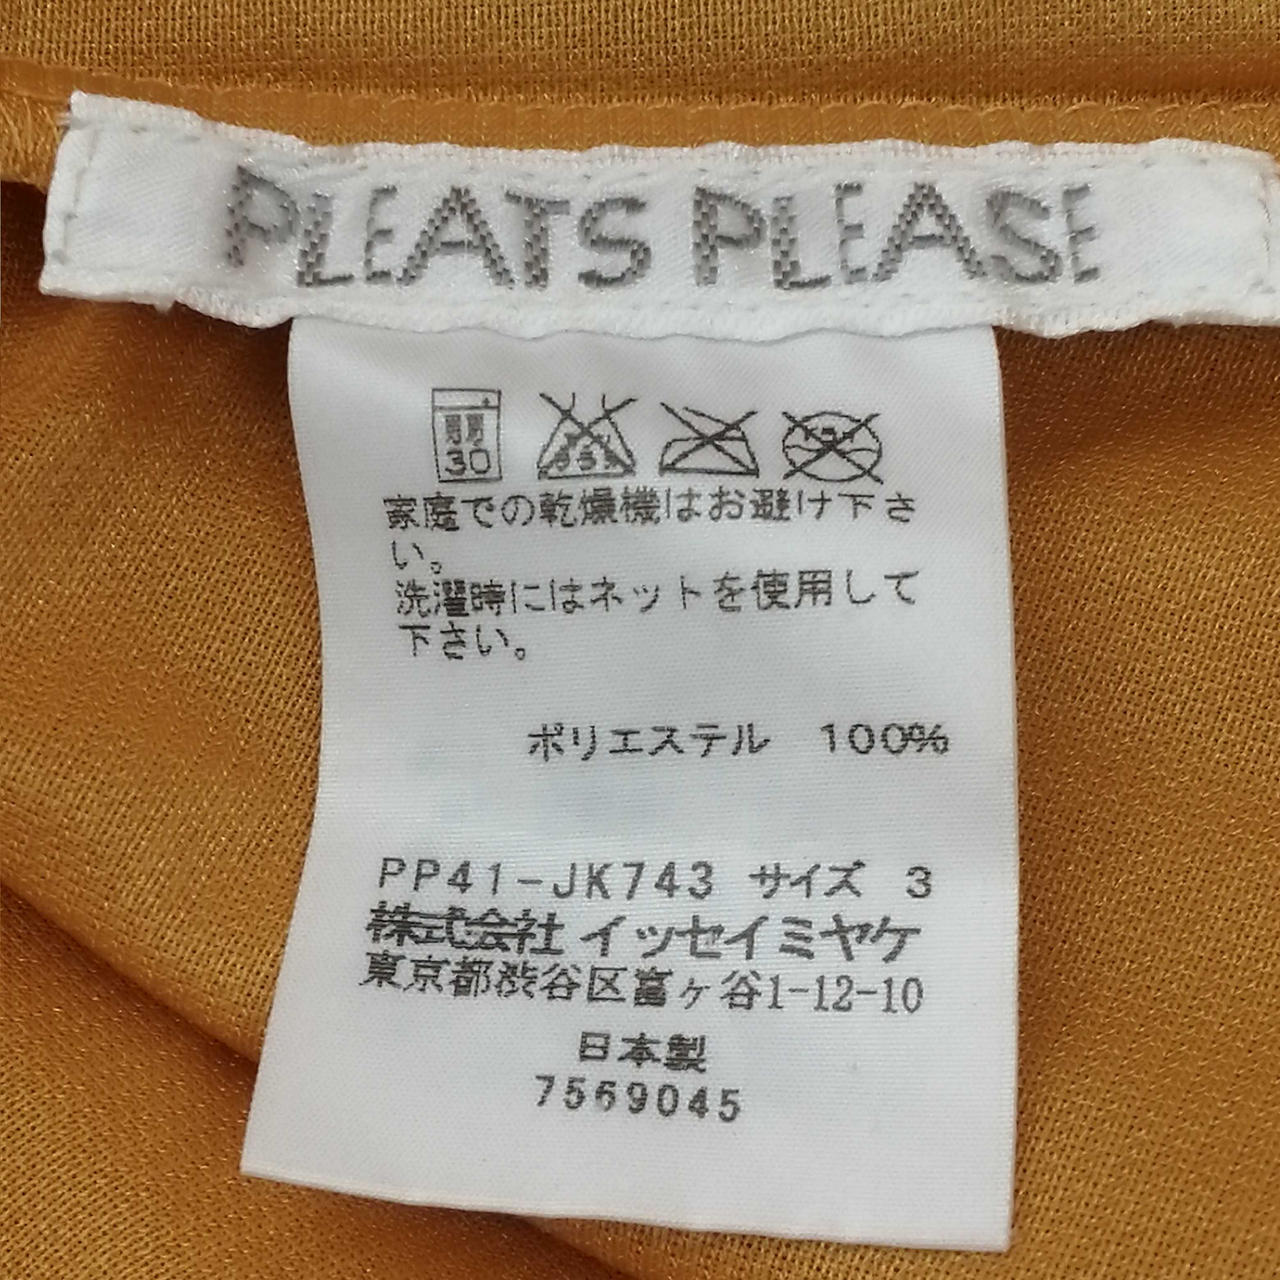 PLEATS PLEASE
弱
30
家庭での乾燥機はお避け下さ
い。
洗濯時にはネットを使用して
下さい。
ポリエステル 100%
PP41-JK743 サイズ 3
株式会社 イッセイミヤケ
東京都渋谷区富ヶ谷1-12-10
日本製
7569045